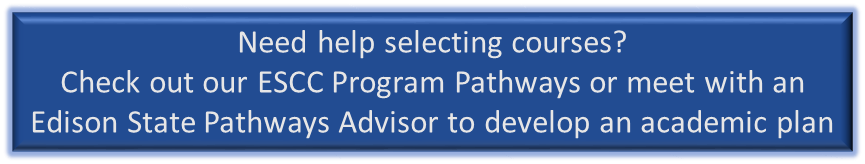 Need help selecting courses?
Check out our ESCC Program Pathways or meet with an
Edison State Pathways Advisor to develop an academic plan